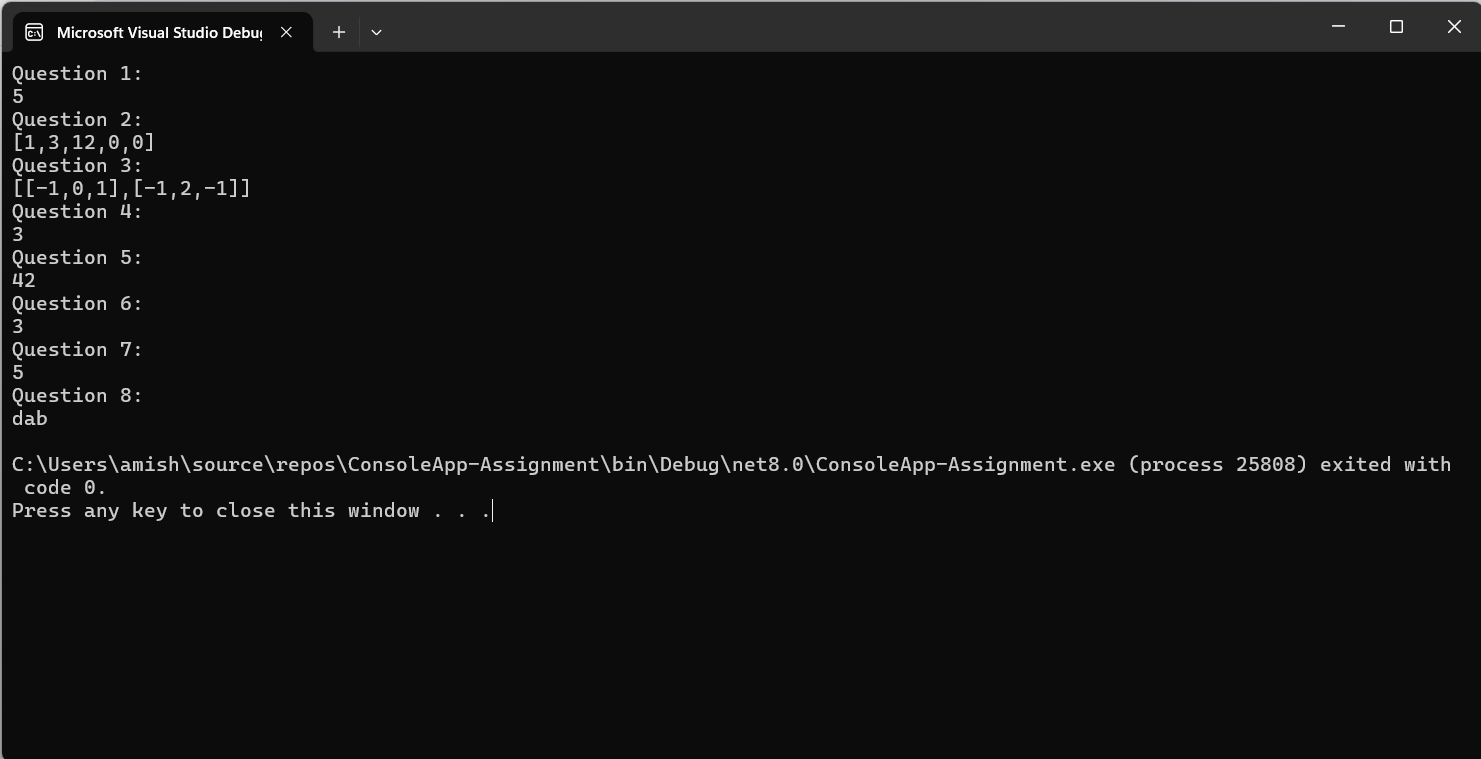 Microsoft Visual Studio Debug
Question 1:
5
Question 2:
[1,3,12,0,0]
Question 3:
[[-1,0,1],[-1,2,-1]]
Question 4:
3
Question 5:
42
Question 6:
3
Question 7:
5
Question 8:
dab
C:\Users\amish\source\repos\ConsoleApp-Assignment\bin\Debug\net8.0\ConsoleApp-Assignment.exe (process 25808) exited with
code 0.
Press any key to close this window . . .